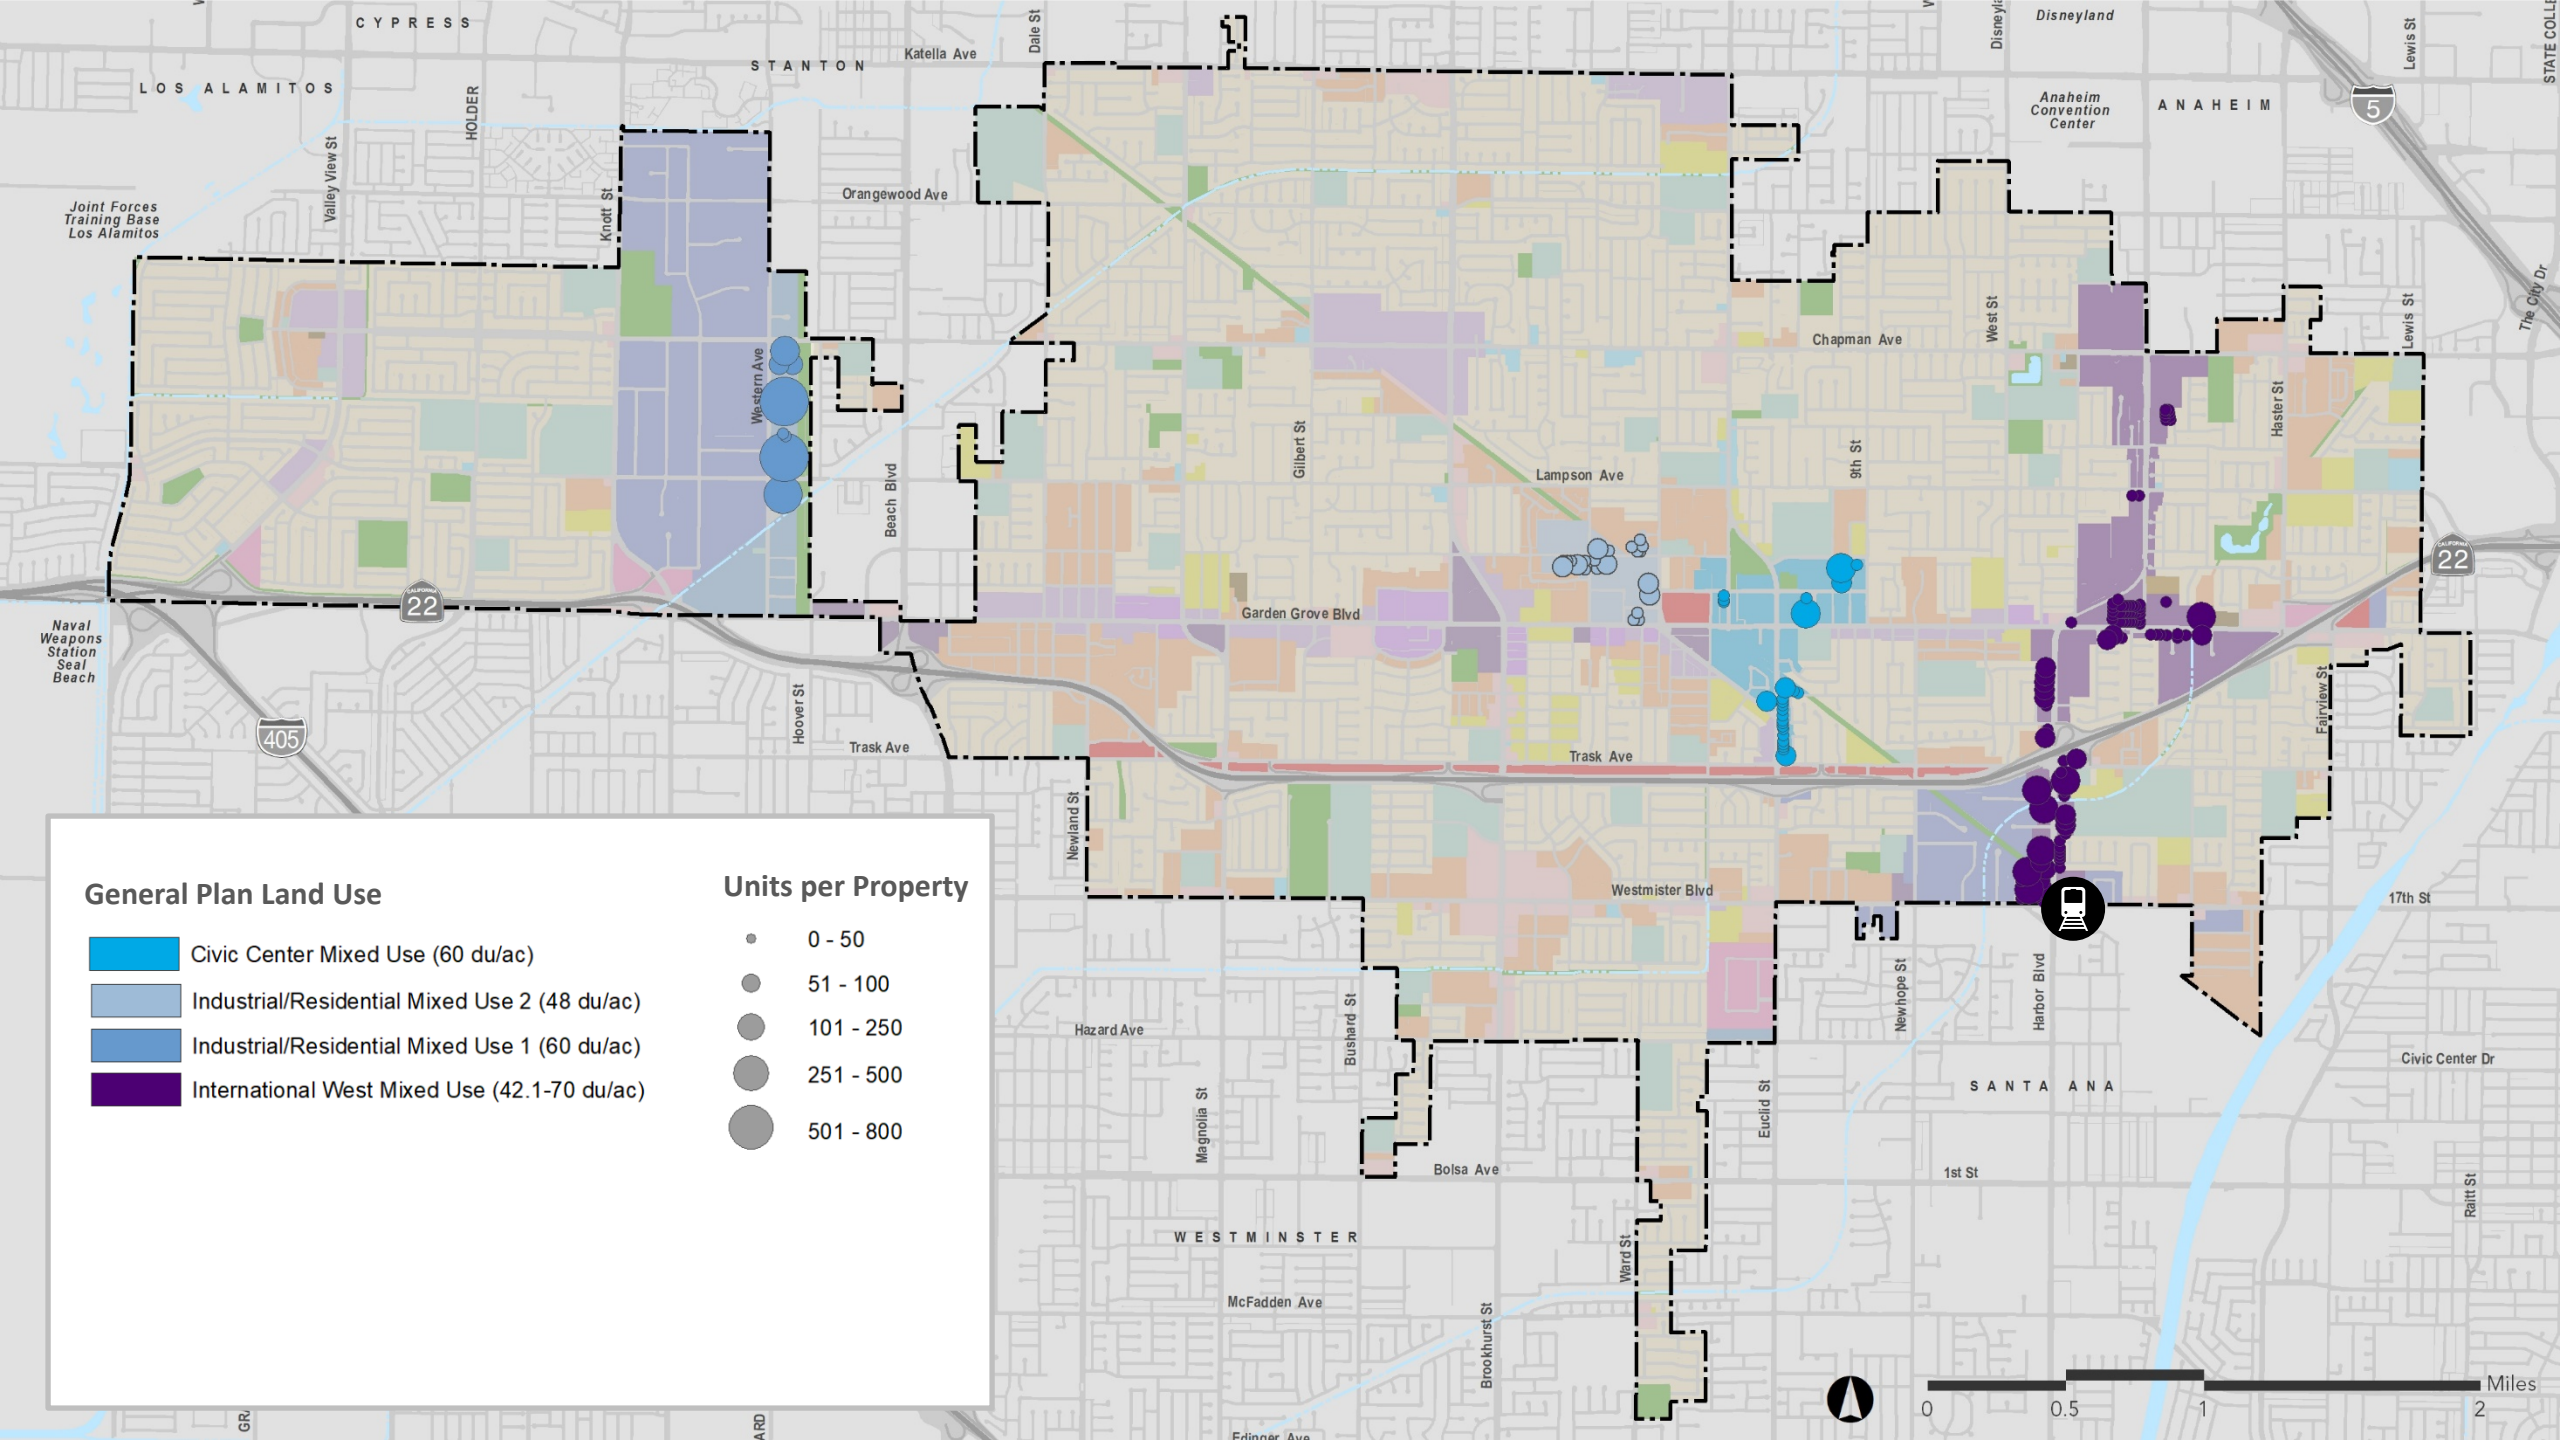 CYPRESS
Disneyland
Dale St
Lewis St
Katella Ave
STANTON
LOS ALAMITOS
HOLDER
Anaheim
Convention
Center
ANAHEIM
5
Valley View St
Orangewood Ave
Knott St
Joint Forces
Training Base
Los Alamitos
The City Dr
West St
Lewis St
Chapman Ave
Western Ave
Haster St
Gilbert St
9th St
Lampson Ave
Beach Blvd
CALIFORNIA
22
CALIFORNIA
22
Garden Grove Blvd
Naval
Weapons
Station
Seal
Beach
Fairview St
Hoover St
405
Trask Ave
Trask Ave
Newland St
General Plan Land Use
Civic Center Mixed Use (60 du/ac)
Industrial/Residential Mixed Use 2 (48 du/ac)
Industrial/Residential Mixed Use 1 (60 du/ac)
International West Mixed Use (42.1-70 du/ac)
Units per Property
0 - 50
51 - 100
101 - 250
251 - 500
501 - 800
Westmister Blvd
17th St
Newhope St
Harbor Blvd
Hazard Ave
Bushard St
Civic Center Dr
SANTA ANA
Magnolia St
Euclid St
Bolsa Ave
1st St
Raitt St
WESTMINSTER
Ward St
McFadden Ave
Brookhurst St
Edinger Ave
Miles
0
0.5
1
2